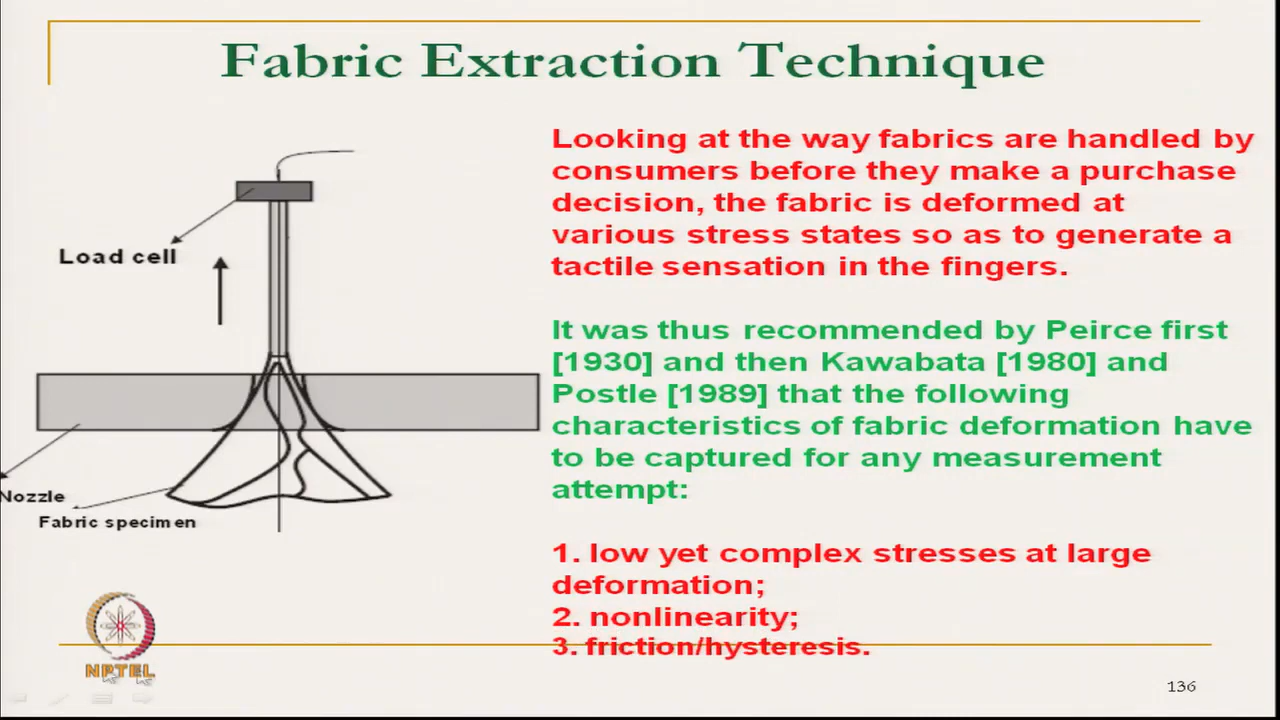 Fabric Extraction Technique
Load cell
Nozzle
Fabric specimen
Looking at the way fabrics are handled by
consumers before they make a purchase
decision, the fabric is deformed at
various stress states so as to generate a
tactile sensation in the fingers.
It was thus recommended by Peirce first
[1930] and then Kawabata [1980] and
Postle [1989] that the following
characteristics of fabric deformation have
to be captured for any measurement
attempt:
1. low yet complex stresses at large
deformation;
2. nonlinearity;
3. friction/hysteresis.
NPTEL
136